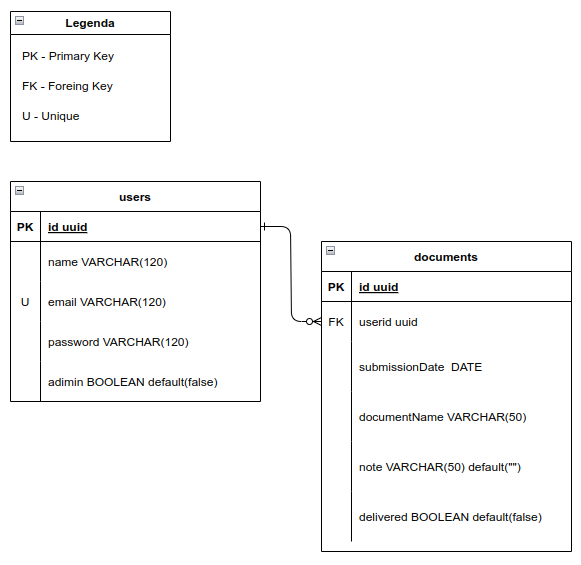 Legenda
PK - Primary Key
FK - Foreing Key
U - Unique
users
PK id uuid
name VARCHAR(120)
U email VARCHAR(120)
password VARCHAR(120)
adimin BOOLEAN default(false)
documents
PK id uuid
FK userid uuid
submissionDate  DATE
documentName VARCHAR(50)
note VARCHAR(50) default("")
delivered BOOLEAN default(false)